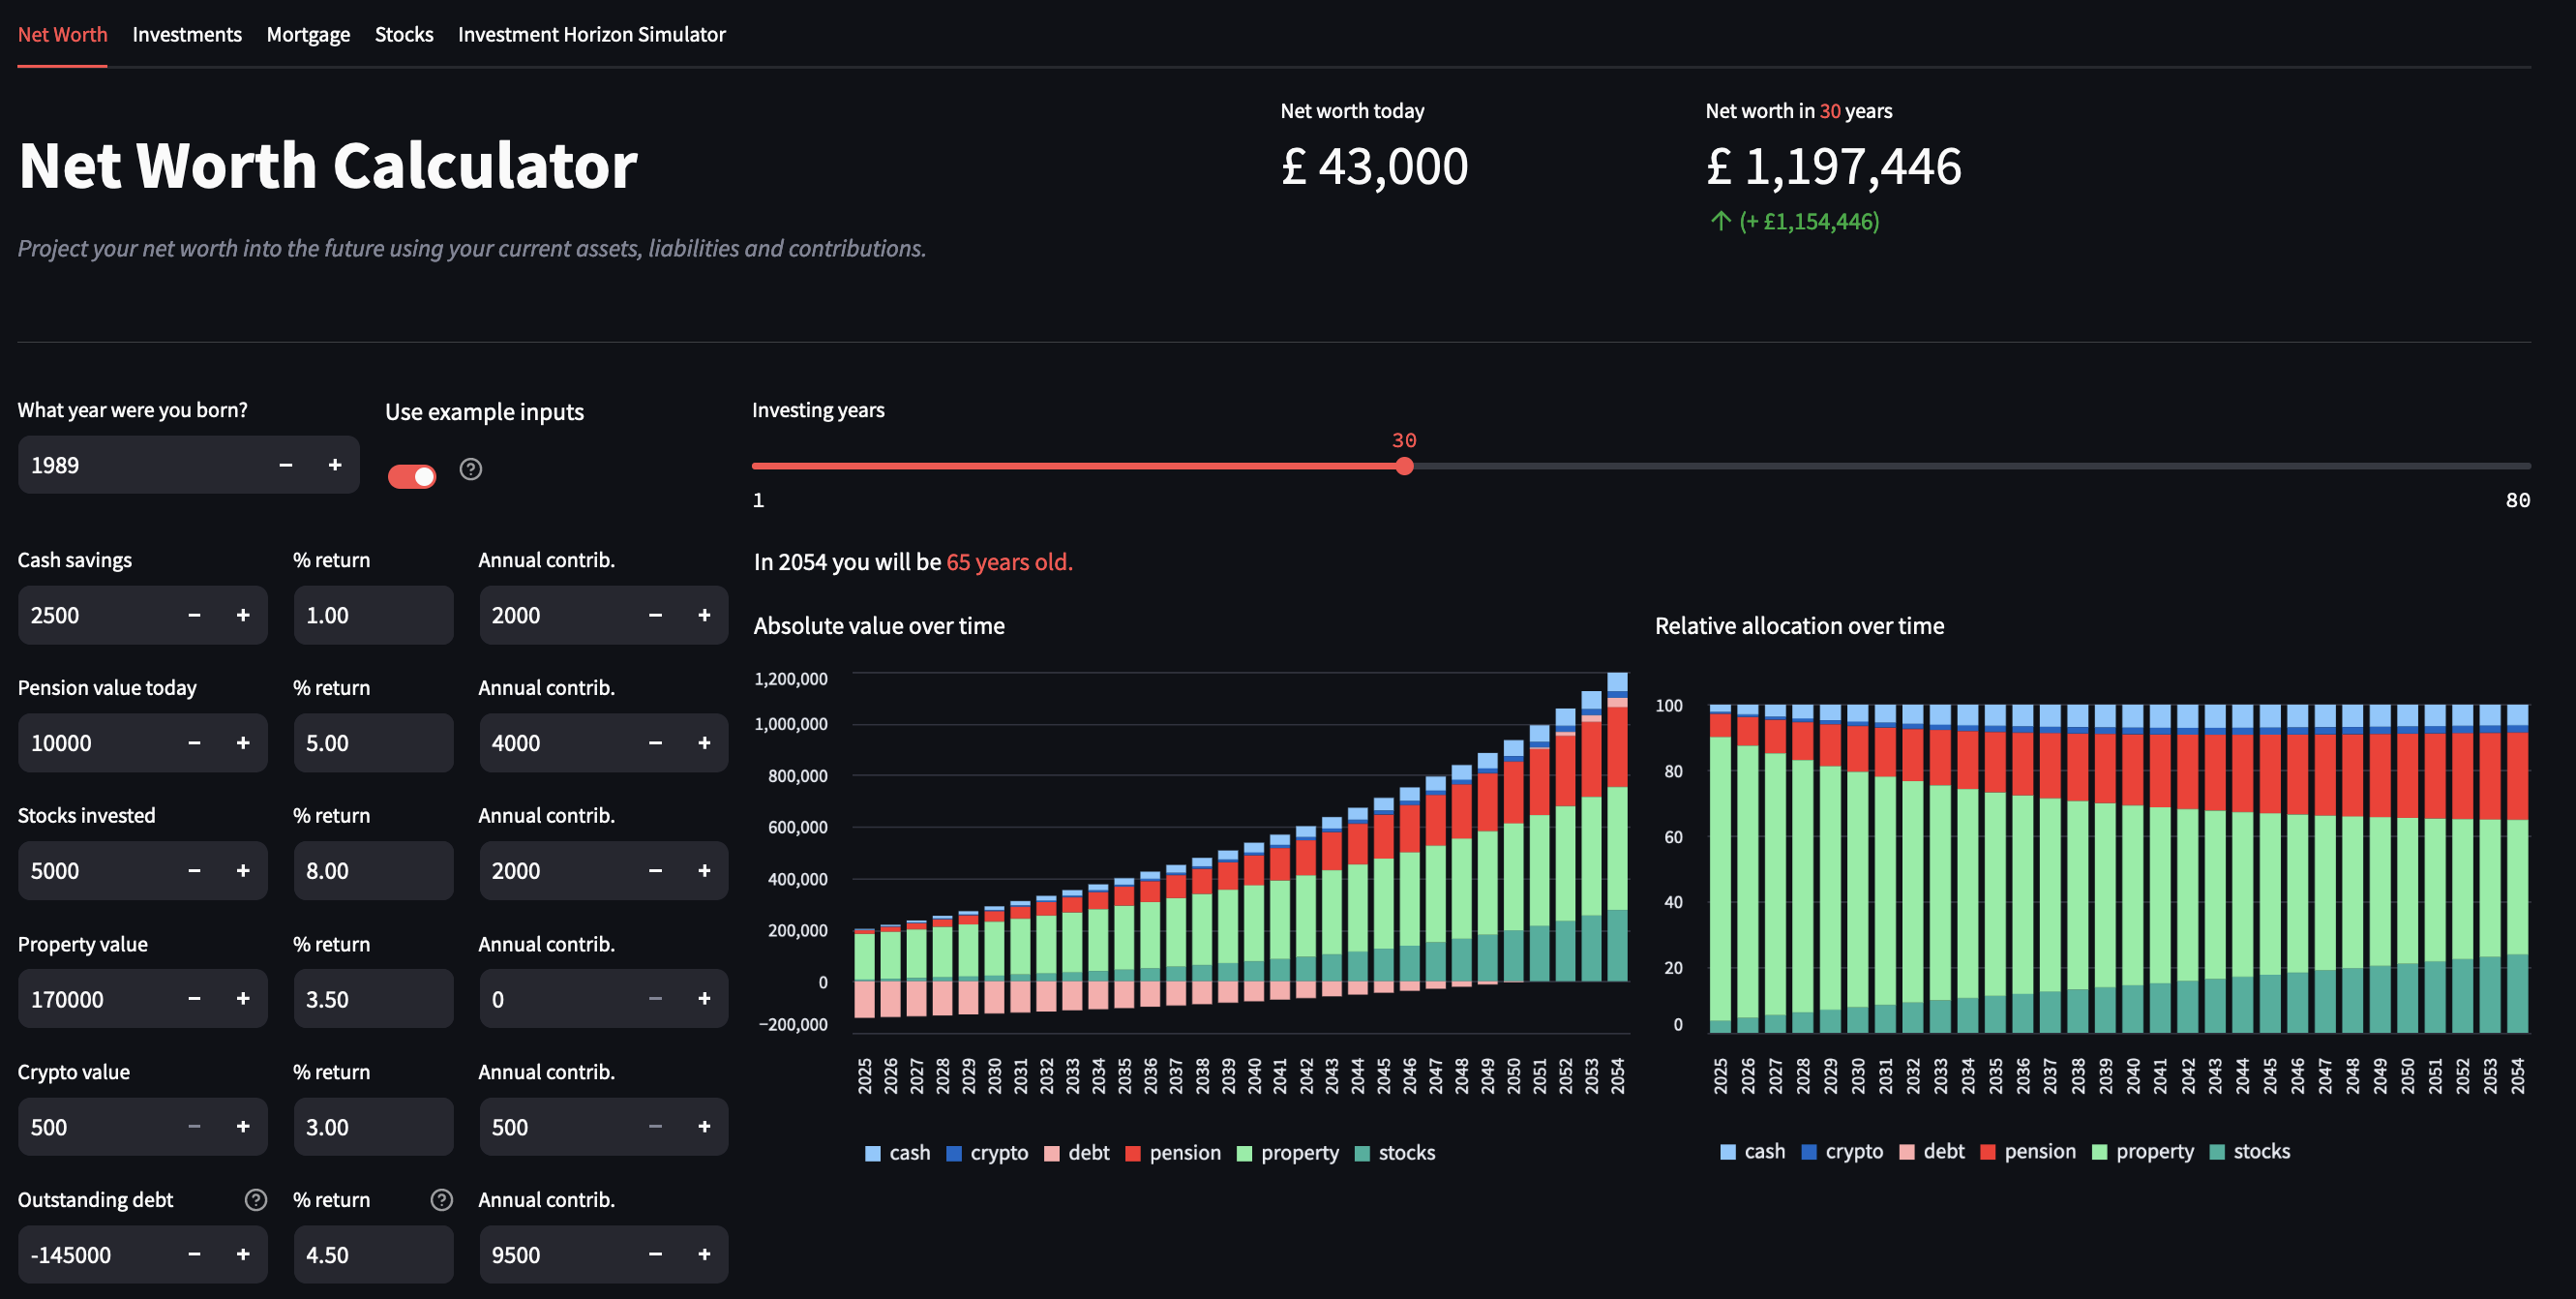 Net Worth Investments Mortgage Stocks Investment Horizon Simulator
Net Worth Calculator
Project your net worth into the future using your current assets, liabilities and contributions.
Net worth today
£ 43,000
Net worth in 30 years
£ 1,197,446
(+ £1,154,446)
What year were you born?
1989 − +
Use example inputs
?
Cash savings % return Annual contrib.
2500 − + 1.00 2000 − +
Pension value today % return Annual contrib.
10000 − + 5.00 4000 − +
Stocks invested % return Annual contrib.
5000 − + 8.00 2000 − +
Property value % return Annual contrib.
170000 − + 3.50 0 − +
Crypto value % return Annual contrib.
500 − + 3.00 500 − +
Outstanding debt ? % return ? Annual contrib.
-145000 − + 4.50 9500 − +
Investing years
30
1 80
In 2054 you will be 65 years old.
Absolute value over time
1,200,000
1,000,000
800,000
600,000
400,000
200,000
0
−200,000
2025 2026 2027 2028 2029 2030 2031 2032 2033 2034 2035 2036 2037 2038 2039 2040 2041 2042 2043 2044 2045 2046 2047 2048 2049 2050 2051 2052 2053 2054
cash crypto debt pension property stocks
Relative allocation over time
100
80
60
40
20
0
2025 2026 2027 2028 2029 2030 2031 2032 2033 2034 2035 2036 2037 2038 2039 2040 2041 2042 2043 2044 2045 2046 2047 2048 2049 2050 2051 2052 2053 2054
cash crypto debt pension property stocks